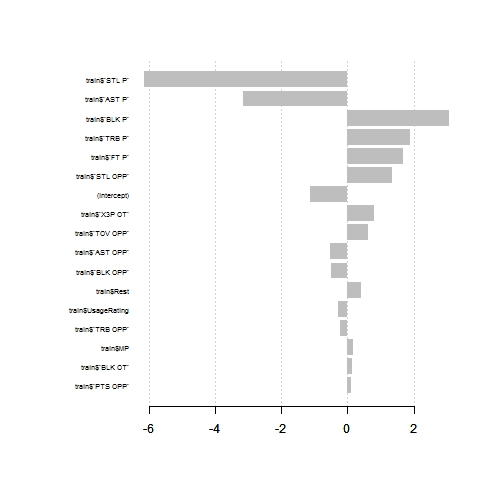 train$`STL P`
train$`AST P`
train$`BLK P`
train$`TRB P`
train$`FT P`
train$`STL OPP`
(Intercept)
train$`X3P OT`
train$`TOV OPP`
train$`AST OPP`
train$`BLK OPP`
train$Rest
train$UsageRating
train$`TRB OPP`
train$MP
train$`BLK OT`
train$`PTS OPP`
-6 -4 -2 0 2